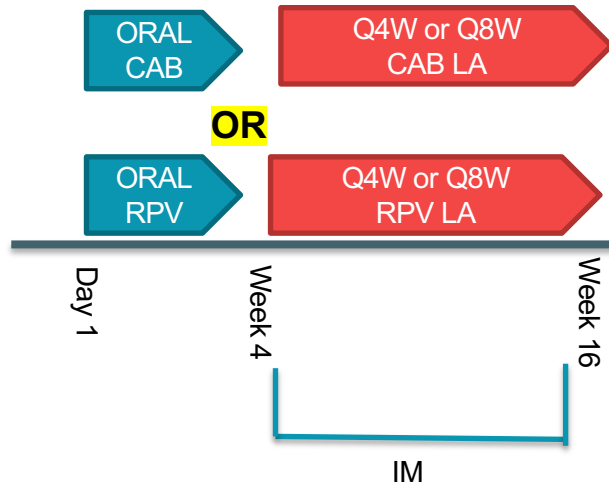 ORAL
CAB
Q4W or Q8W
CAB LA
OR
ORAL
RPV
Q4W or Q8W
RPV LA
Day 1
Week 4
Week 16
IM